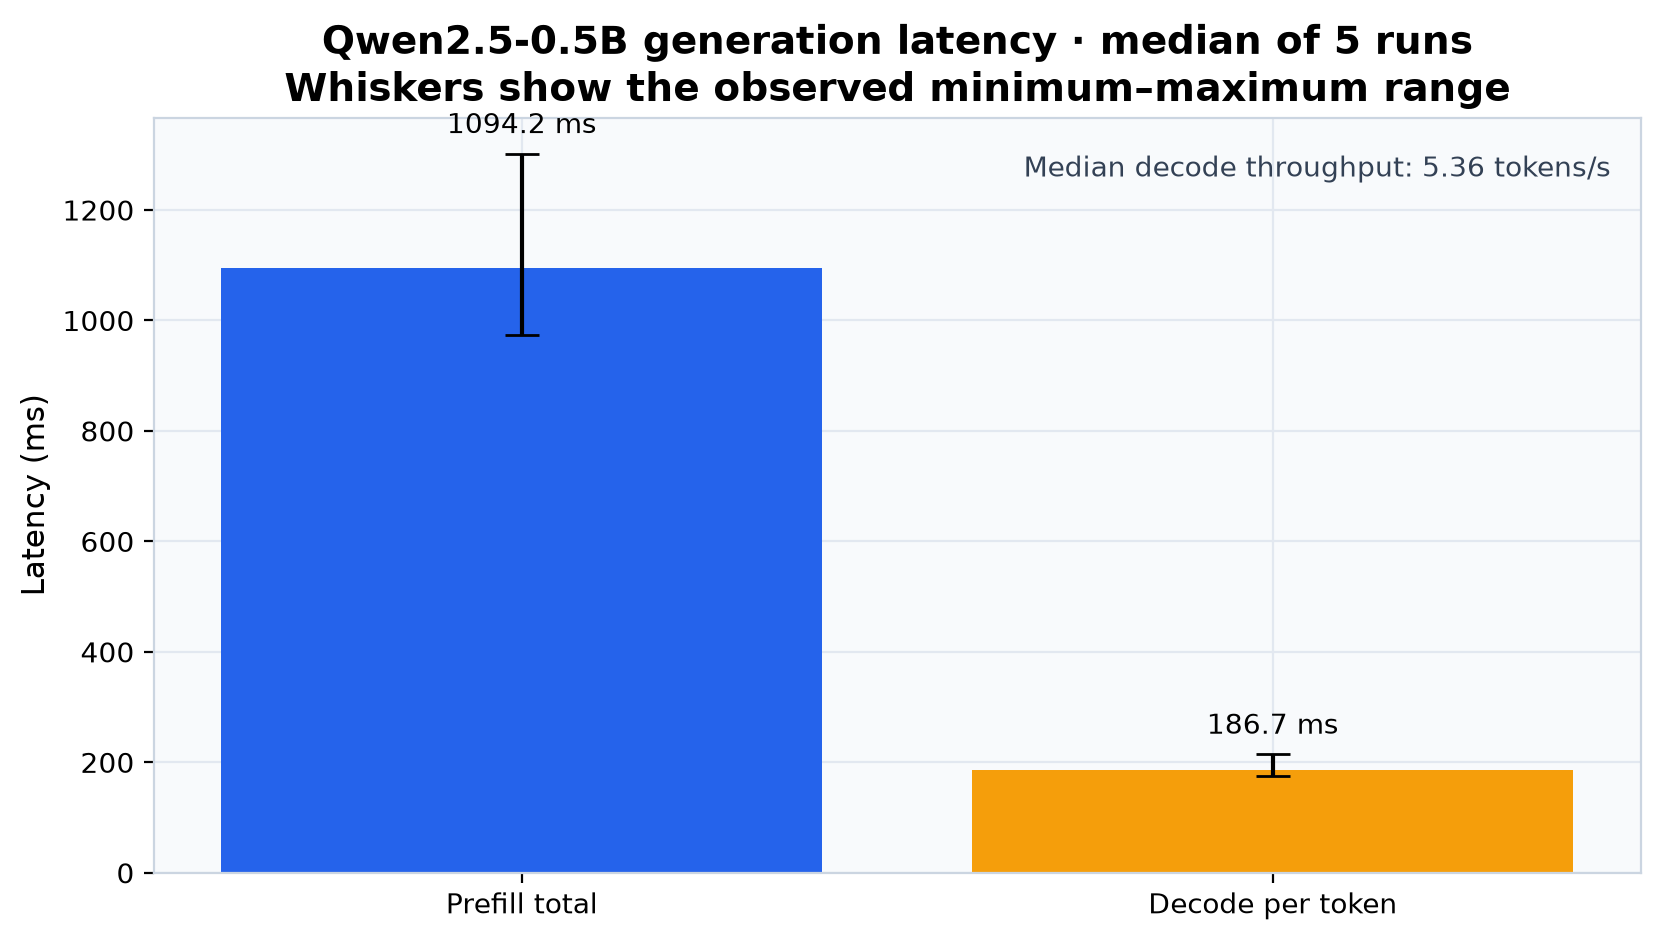 Qwen2.5-0.5B generation latency · median of 5 runs
Whiskers show the observed minimum–maximum range
1094.2 ms
Median decode throughput: 5.36 tokens/s
1200
1000
800
600
400
200
0
Latency (ms)
186.7 ms
Prefill total
Decode per token